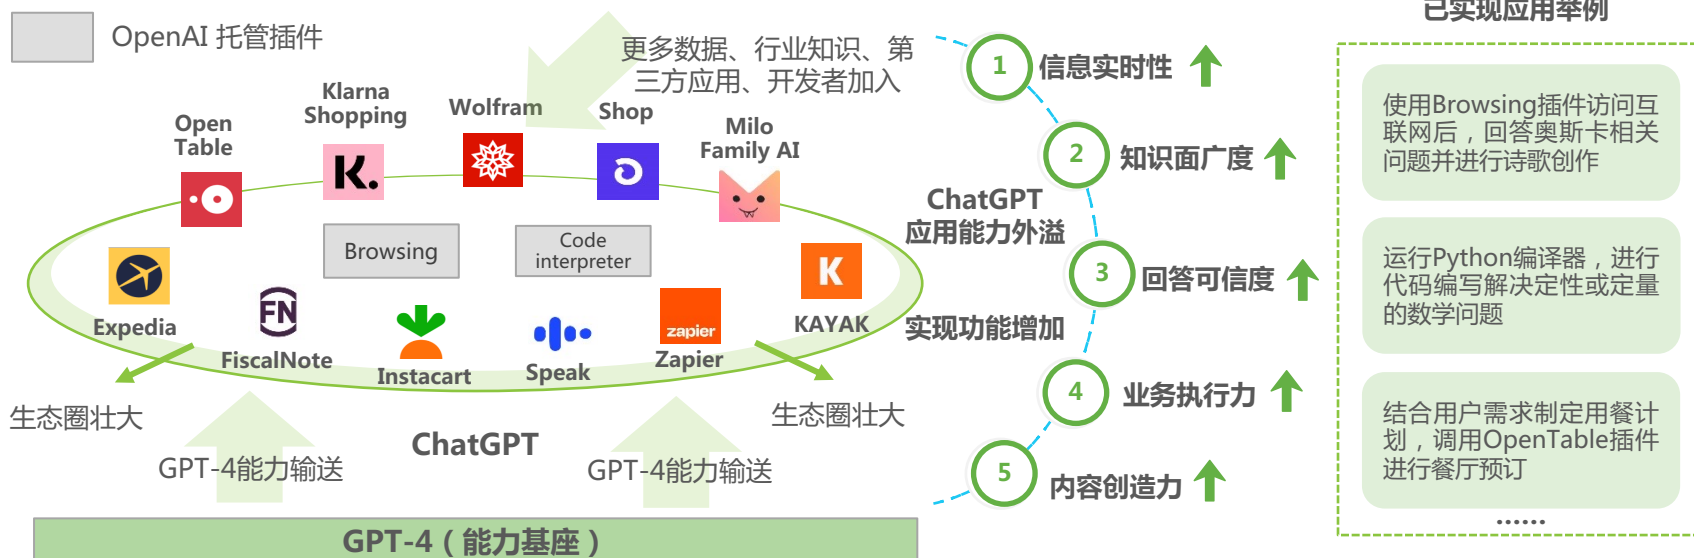 OpenAI 托管插件
更多数据、行业知识、第
三方应用、开发者加入
Klarna
Shopping
Wolfram
Shop
Open
Table
Milo
Family AI
K.
Browsing
Code
interpreter
K
Expedia
FN
FiscalNote
Instacart
Speak
zapier
Zapier
KAYAK
生态圈壮大
生态圈壮大
ChatGPT
GPT-4能力输送
GPT-4能力输送
GPT-4（能力基座）
ChatGPT
应用能力外溢
实现功能增加
1 信息实时性
2 知识面广度
3 回答可信度
4 业务执行力
5 内容创造力
已实现应用举例
使用Browsing插件访问互
联网后，回答奥斯卡相关
问题并进行诗歌创作
运行Python编译器，进行
代码编写解决定性或定量
的数学问题
结合用户需求制定用餐计
划，调用OpenTable插件
进行餐厅预订
……